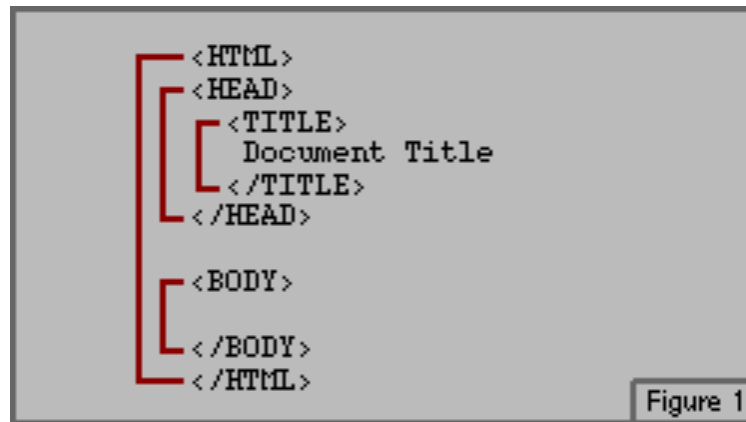 <HTML>
<HEAD>
<TITLE>
Document Title
</TITLE>
</HEAD>
<BODY>
</BODY>
</HTML>
Figure 1